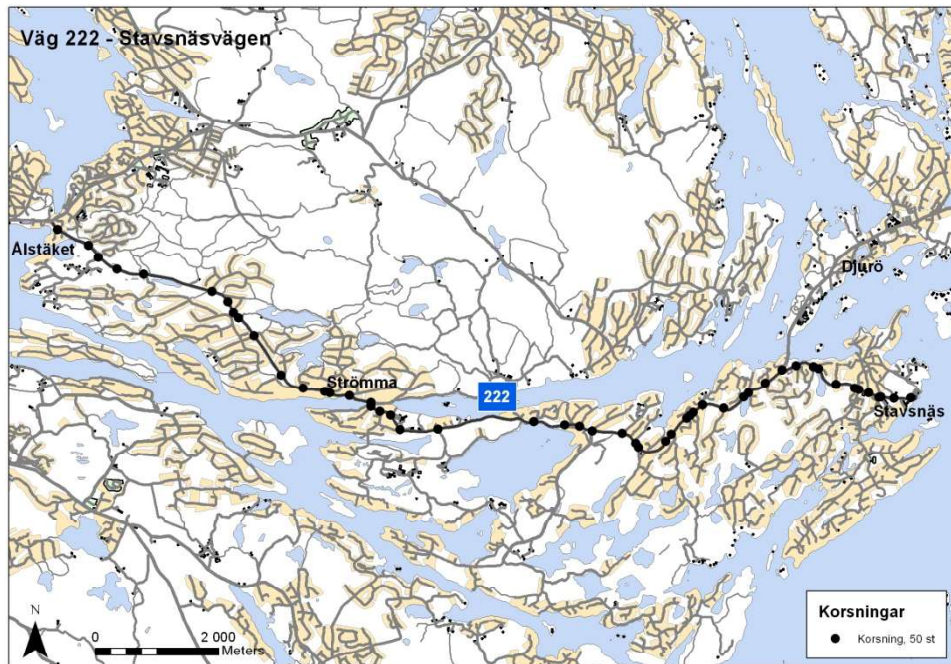 Väg 222 - Stavsnäsvägen
Ålstäket
Djurö
Strömma
222
Stavsnäs
N
0 2 000
Meters
Korsningar
Korsning, 50 st